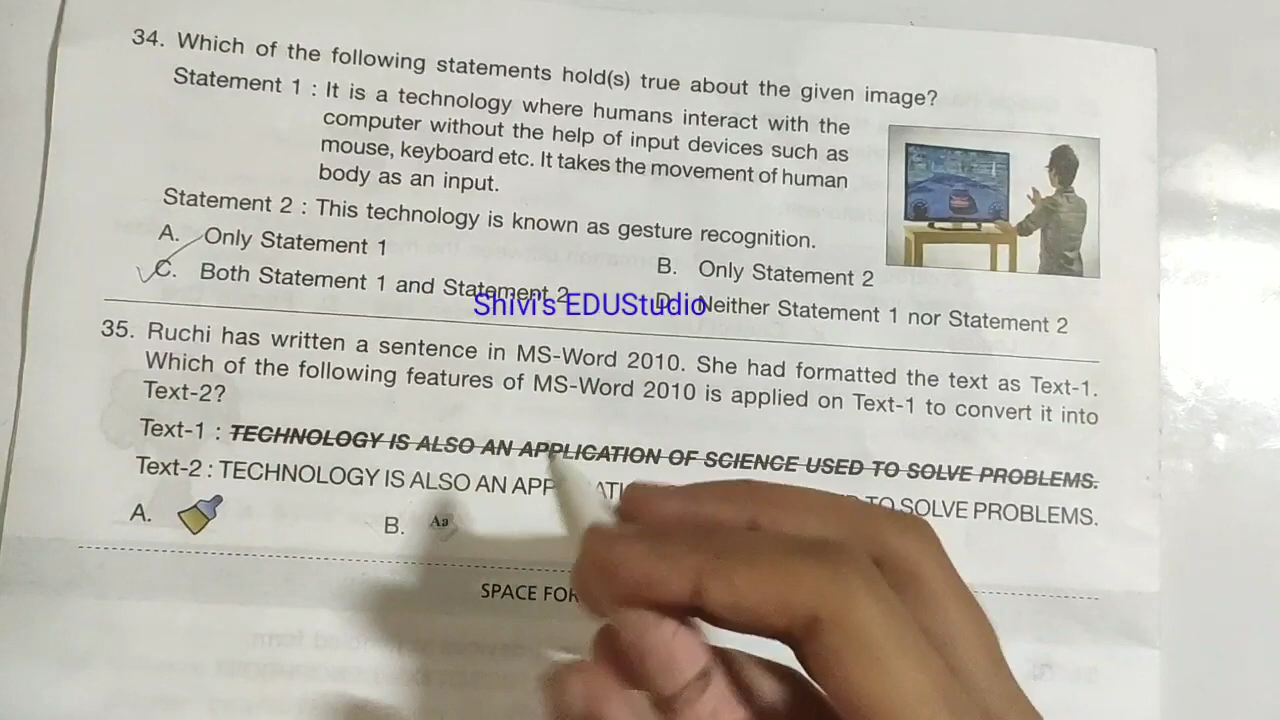 34. Which of the following statements hold(s) true about the given image?
Statement 1 : It is a technology where humans interact with the
computer without the help of input devices such as
mouse, keyboard etc. It takes the movement of human
body as an input.
Statement 2 : This technology is known as gesture recognition.
A. Only Statement 1
B. Only Statement 2
C. Both Statement 1 and Statement 2
D. Neither Statement 1 nor Statement 2
Shivi's EDUStudio
35. Ruchi has written a sentence in MS-Word 2010. She had formatted the text as Text-1.
Which of the following features of MS-Word 2010 is applied on Text-1 to convert it into
Text-2?
Text-1 : TECHNOLOGY IS ALSO AN APPLICATION OF SCIENCE USED TO SOLVE PROBLEMS.
Text-2 : TECHNOLOGY IS ALSO AN TO SOLVE PROBLEMS.
A.
B. Aa
SPACE FOR